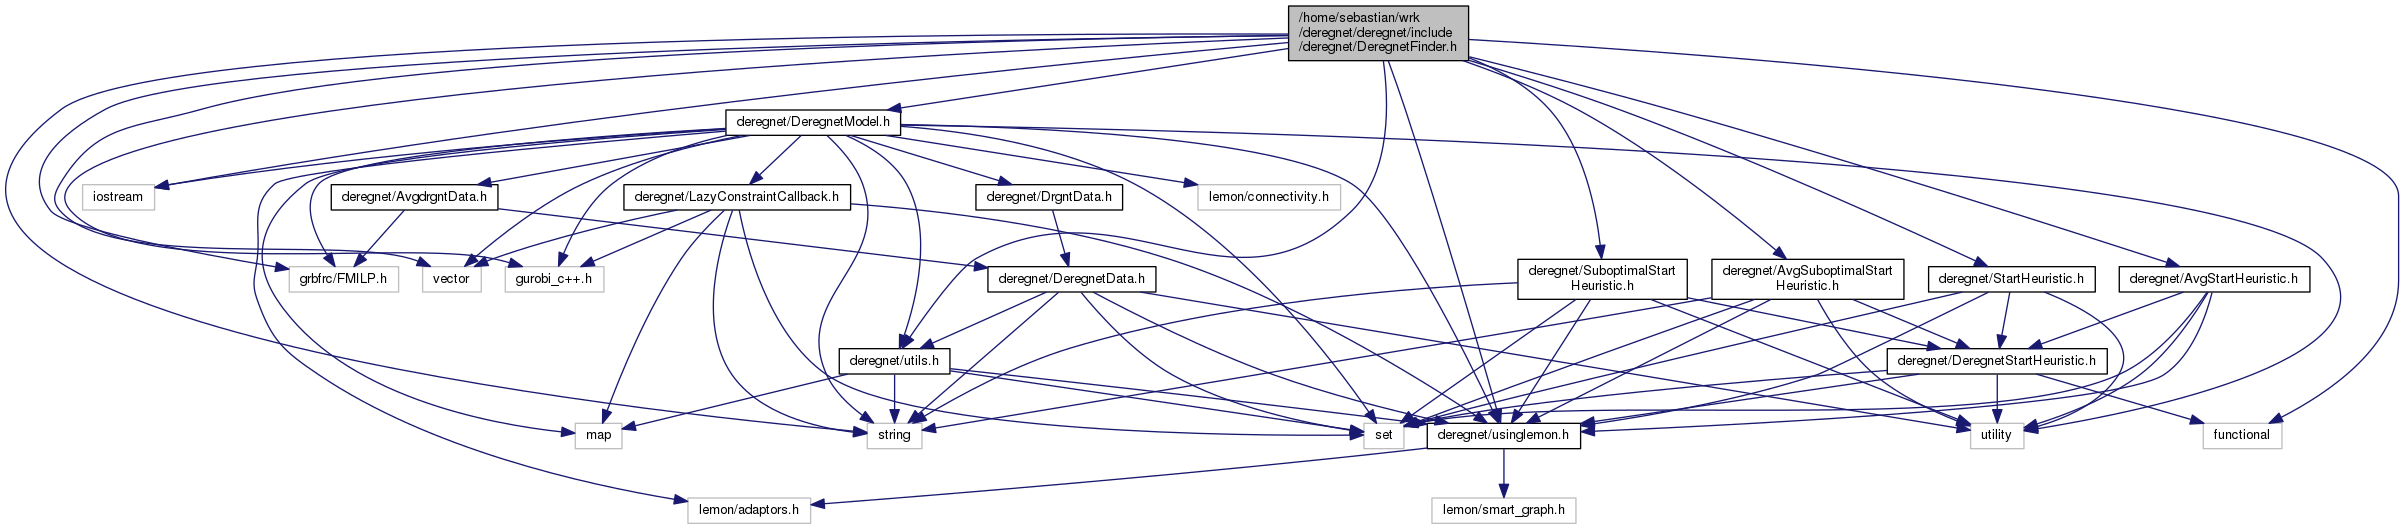 /home/sebastian/wrk
/deregnet/deregnet/include
/deregnet/DeregnetFinder.h
deregnet/DeregnetModel.h
iostream
deregnet/AvgdrgntData.h
deregnet/LazyConstraintCallback.h
deregnet/DrgntData.h
lemon/connectivity.h
grbfrc/FMILP.h
vector
gurobi_c++.h
deregnet/DeregnetData.h
deregnet/SuboptimalStart
Heuristic.h
deregnet/AvgSuboptimalStart
Heuristic.h
deregnet/StartHeuristic.h
deregnet/AvgStartHeuristic.h
deregnet/utils.h
deregnet/DeregnetStartHeuristic.h
map
string
set
deregnet/usinglemon.h
utility
functional
lemon/adaptors.h
lemon/smart_graph.h